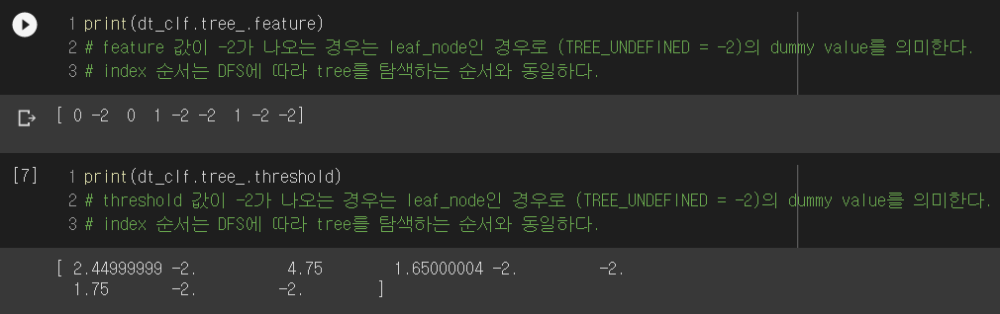 1 print(dt_clf.tree_.feature)
2 # feature 값이 -2가 나오는 경우는 leaf_node인 경우로 (TREE_UNDEFINED = -2)의 dummy value를 의미한다.
3 # index 순서는 DFS에 따라 tree를 탐색하는 순서와 동일하다.
[ 0 -2  0  1 -2 -2  1 -2 -2]
[7] 1 print(dt_clf.tree_.threshold)
2 # threshold 값이 -2가 나오는 경우는 leaf_node인 경우로 (TREE_UNDEFINED = -2)의 dummy value를 의미한다.
3 # index 순서는 DFS에 따라 tree를 탐색하는 순서와 동일하다.
[ 2.44999999 -2.          4.75        1.65000004 -2.         -2.
1.75       -2.         -2.        ]